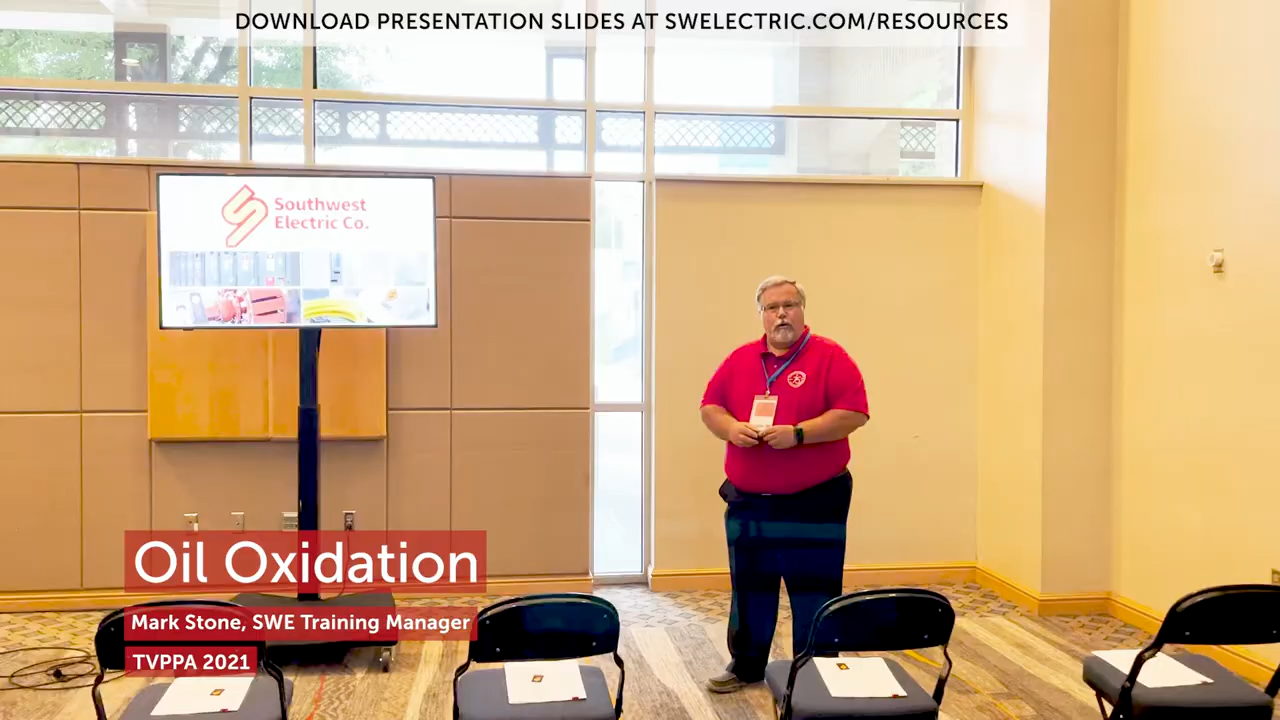 DOWNLOAD PRESENTATION SLIDES AT SWELECTRIC.COM/RESOURCES
Southwest
Electric Co.
Oil Oxidation
Mark Stone, SWE Training Manager
TVPPA 2021